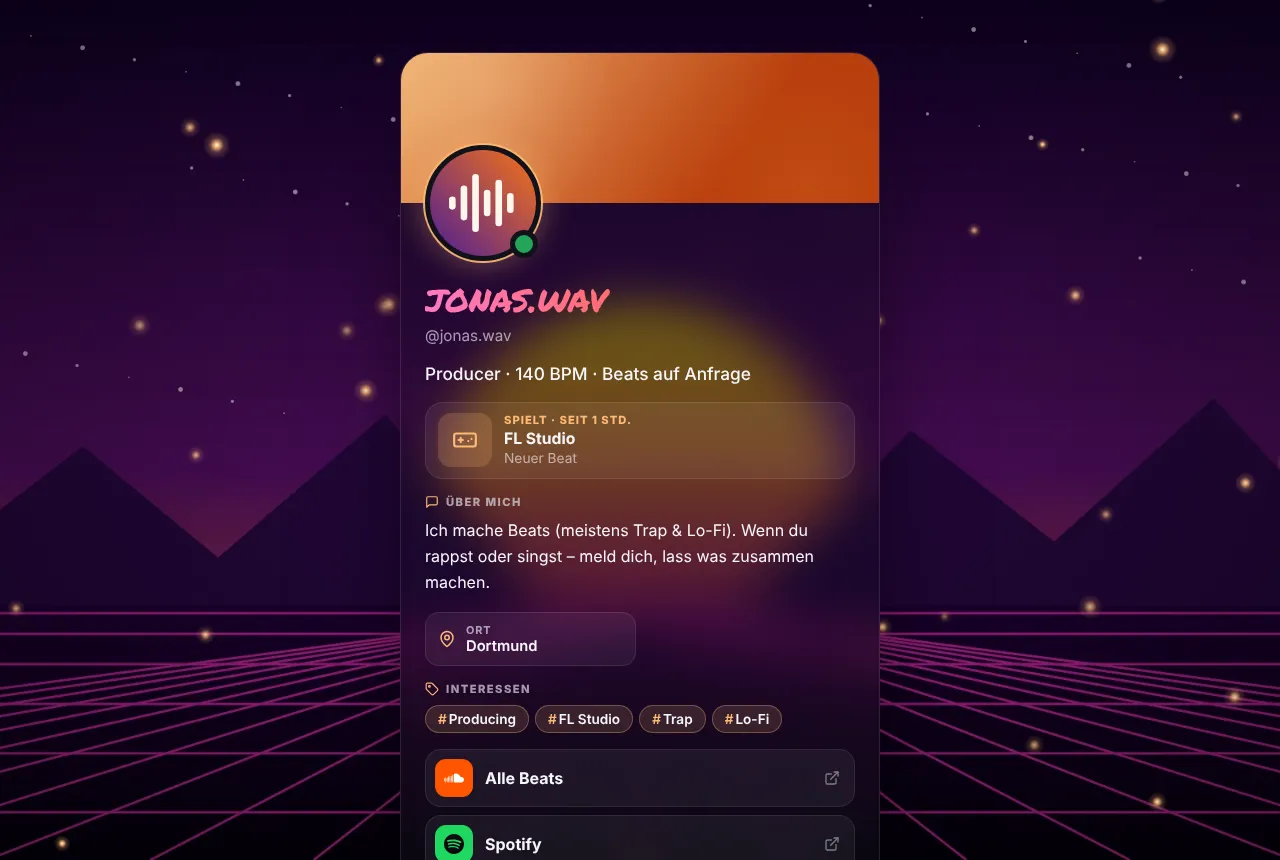 JONAS.WAV
@jonas.wav
Producer · 140 BPM · Beats auf Anfrage
SPIELT · SEIT 1 STD.
FL Studio
Neuer Beat
ÜBER MICH
Ich mache Beats (meistens Trap & Lo-Fi). Wenn du
rappst oder singst – meld dich, lass was zusammen
machen.
ORT
Dortmund
INTERESSEN
#Producing #FL Studio #Trap #Lo-Fi
Alle Beats
Spotify